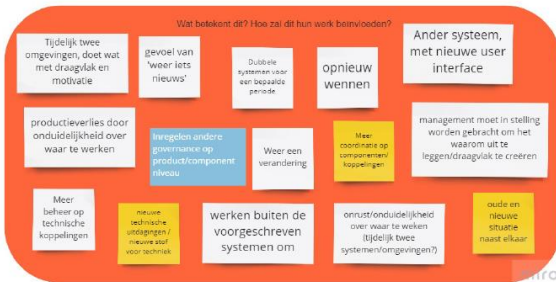 Wat betekent dit? Hoe zal dit hun werk beïnvloeden?
Tijdelijk twee
omgevingen, doet wat
met draagvlak en
motivatie
gevoel van
'weer iets
nieuws'
Dubbele
systemen voor
een bepaalde
periode
opnieuw
wennen
Ander systeem,
met nieuwe user
interface
productieverlies door
onduidelijkheid over
waar te werken
Inregelen andere
governance op
product/component
niveau
Weer een
verandering
Meer
coordinatie op
componenten/
koppelingen
management moet in stelling
worden gebracht om het
waarom uit te
leggen/draagvlak te creëren
Meer
beheer op
technische
koppelingen
nieuwe
technische
uitdagingen /
nieuwe stof
voor techniek
werken buiten de
voorgeschreven
systemen om
onrust/onduidelijkheid
over waar te weken
(tijdelijk twee
systemen/omgevingen?)
oude en
nieuwe
situatie
naast elkaar
miro